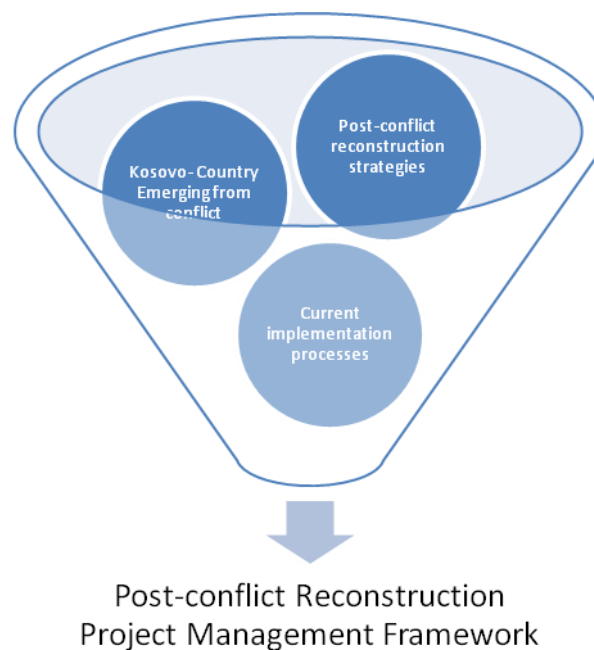 Post-conflict
reconstruction
strategies
Kosovo- Country
Emerging from
conflict
Current
implementation
processes
Post-conflict Reconstruction
Project Management Framework